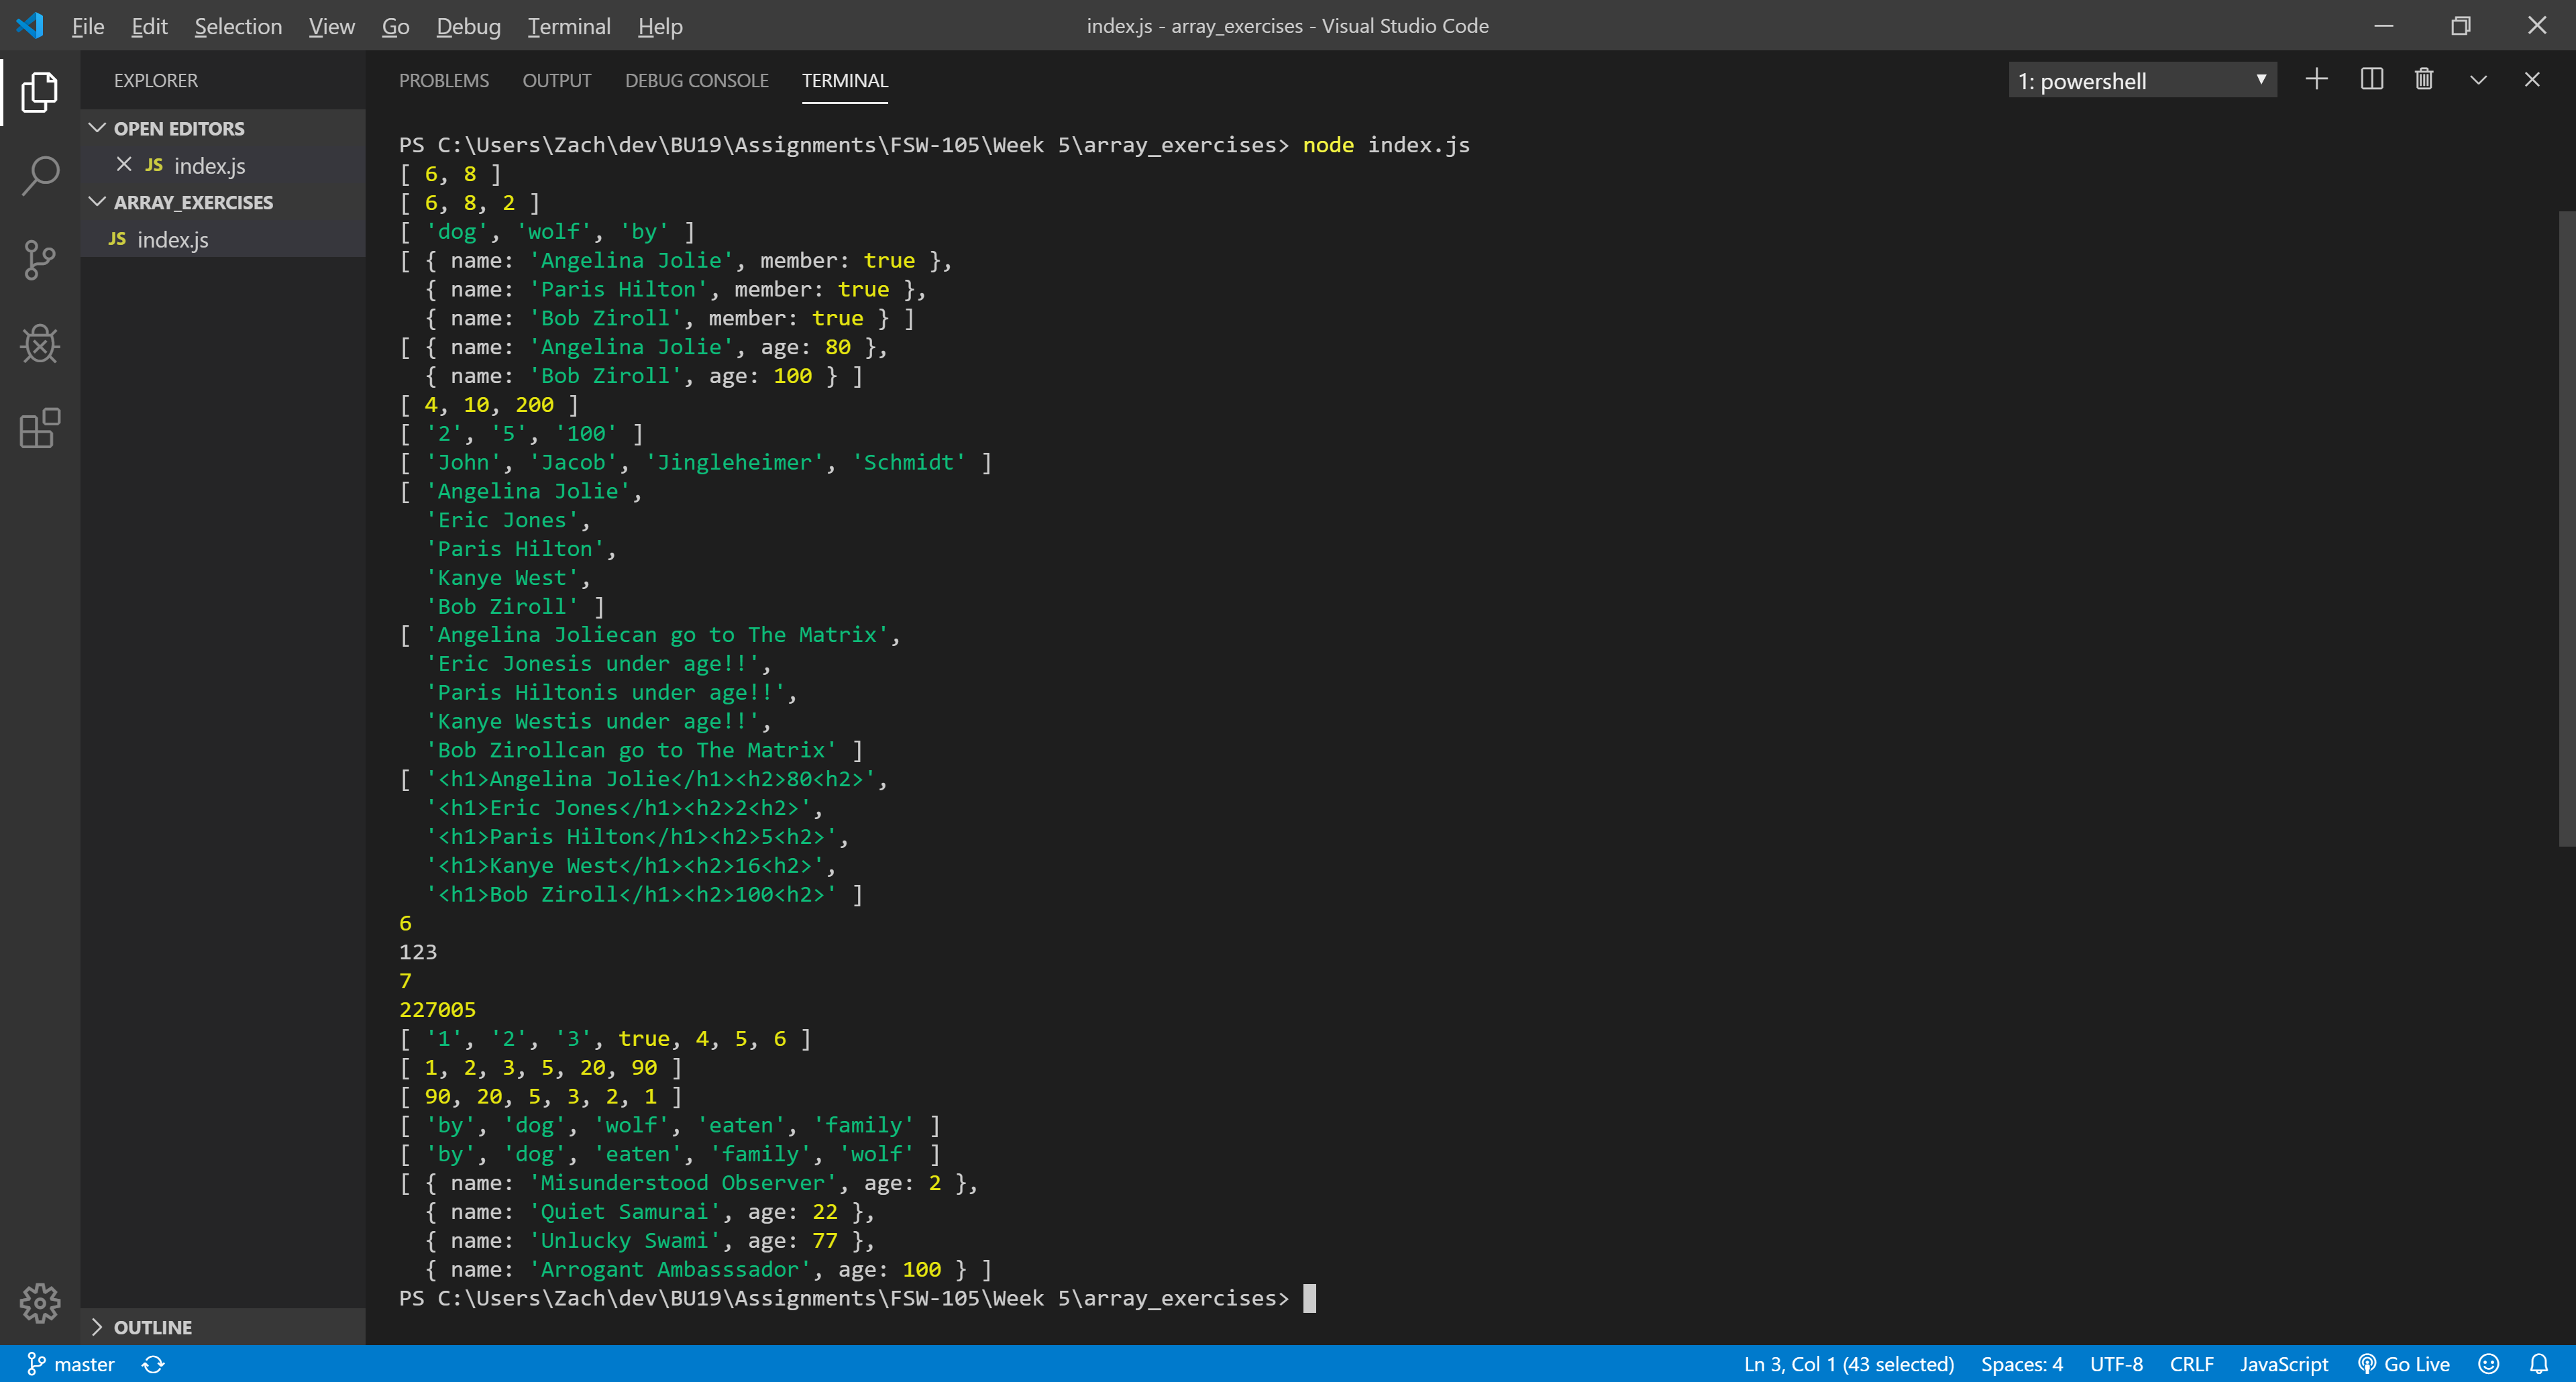 File Edit Selection View Go Debug Terminal Help
index.js - array_exercises - Visual Studio Code
EXPLORER
OPEN EDITORS
JS index.js
ARRAY_EXERCISES
JS index.js
OUTLINE
PROBLEMS OUTPUT DEBUG CONSOLE TERMINAL
1: powershell
PS C:\Users\Zach\dev\BU19\Assignments\FSW-105\Week 5\array_exercises> node index.js
[ 6, 8 ]
[ 6, 8, 2 ]
[ 'dog', 'wolf', 'by' ]
[ { name: 'Angelina Jolie', member: true },
  { name: 'Paris Hilton', member: true },
  { name: 'Bob Ziroll', member: true } ]
[ { name: 'Angelina Jolie', age: 80 },
  { name: 'Bob Ziroll', age: 100 } ]
[ 4, 10, 200 ]
[ '2', '5', '100' ]
[ 'John', 'Jacob', 'Jingleheimer', 'Schmidt' ]
[ 'Angelina Jolie',
  'Eric Jones',
  'Paris Hilton',
  'Kanye West',
  'Bob Ziroll' ]
[ 'Angelina Joliecan go to The Matrix',
  'Eric Jonesis under age!!',
  'Paris Hiltonis under age!!',
  'Kanye Westis under age!!',
  'Bob Zirollcan go to The Matrix' ]
[ '<h1>Angelina Jolie</h1><h2>80<h2>',
  '<h1>Eric Jones</h1><h2>2<h2>',
  '<h1>Paris Hilton</h1><h2>5<h2>',
  '<h1>Kanye West</h1><h2>16<h2>',
  '<h1>Bob Ziroll</h1><h2>100<h2>' ]
6
123
7
227005
[ '1', '2', '3', true, 4, 5, 6 ]
[ 1, 2, 3, 5, 20, 90 ]
[ 90, 20, 5, 3, 2, 1 ]
[ 'by', 'dog', 'wolf', 'eaten', 'family' ]
[ 'by', 'dog', 'eaten', 'family', 'wolf' ]
[ { name: 'Misunderstood Observer', age: 2 },
  { name: 'Quiet Samurai', age: 22 },
  { name: 'Unlucky Swami', age: 77 },
  { name: 'Arrogant Ambasssador', age: 100 } ]
PS C:\Users\Zach\dev\BU19\Assignments\FSW-105\Week 5\array_exercises>
master
Ln 3, Col 1 (43 selected) Spaces: 4 UTF-8 CRLF JavaScript Go Live